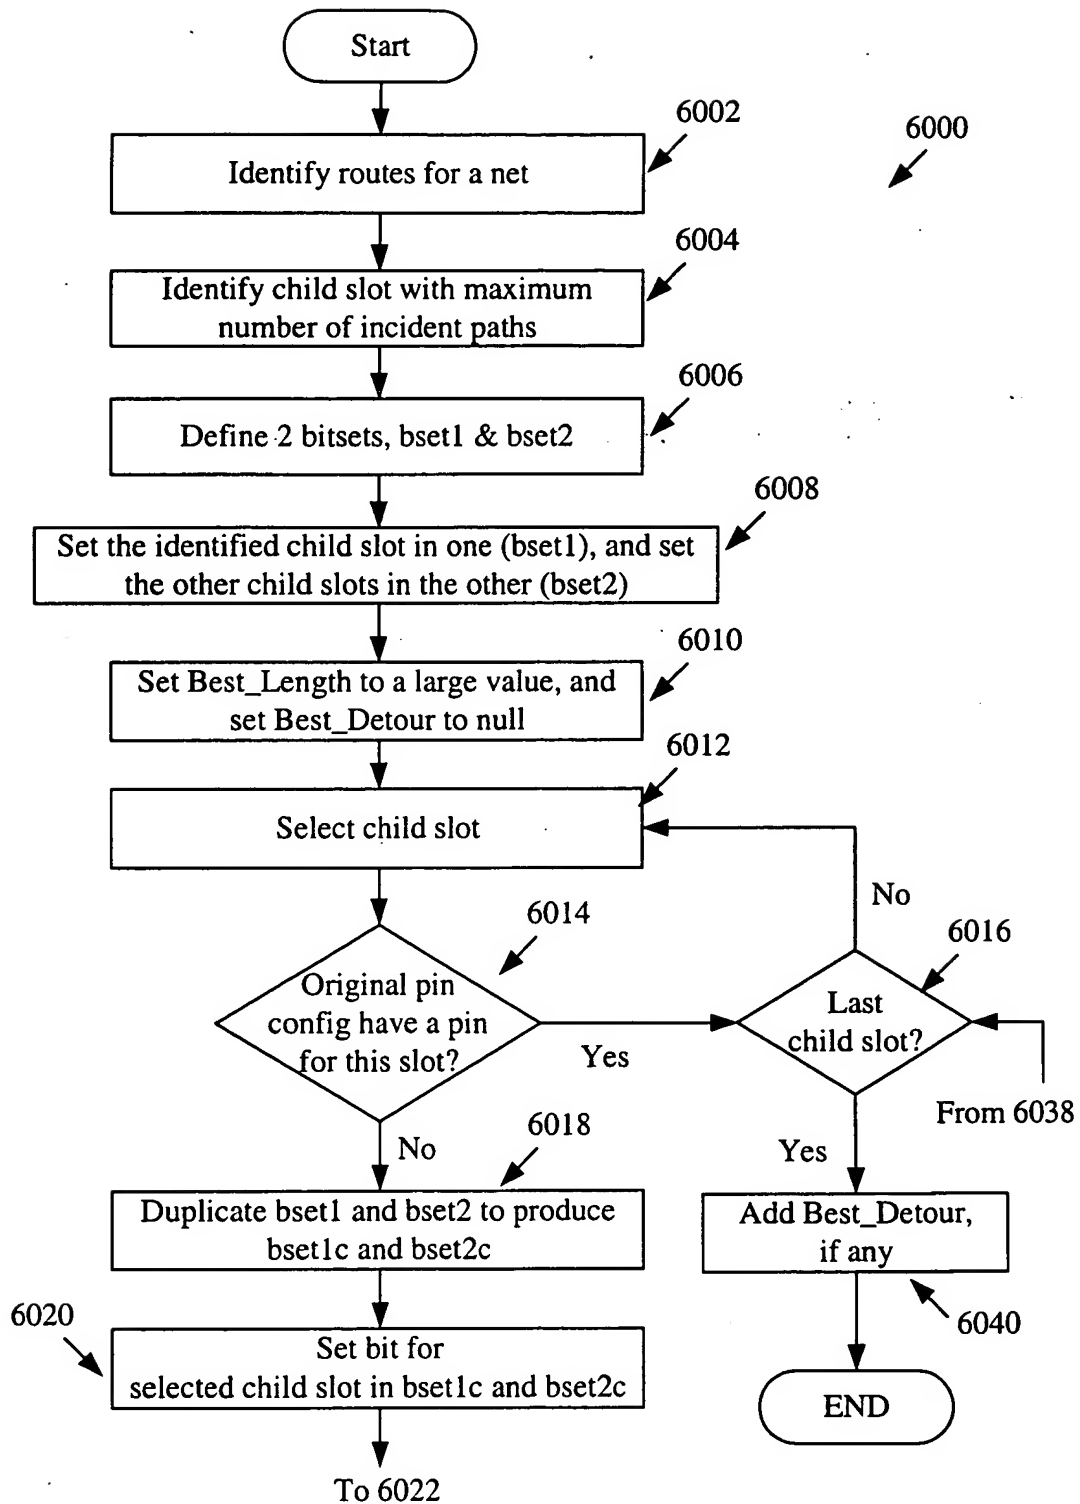 Start
6002
6000
Identify routes for a net
6004
Identify child slot with maximum
number of incident paths
6006
Define 2 bitsets, bset1 & bset2
6008
Set the identified child slot in one (bset1), and set
the other child slots in the other (bset2)
6010
Set Best_Length to a large value, and
set Best_Detour to null
6012
Select child slot
No
6014
6016
Original pin
config have a pin
for this slot?
Yes
Last
child slot?
From 6038
No
6018
Yes
Duplicate bset1 and bset2 to produce
bset1c and bset2c
Add Best_Detour,
if any
6020
6040
Set bit for
selected child slot in bset1c and bset2c
END
To 6022